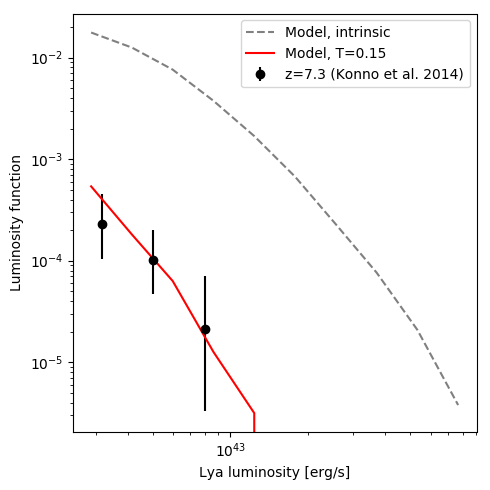 Model, intrinsic
Model, T=0.15
z=7.3 (Konno et al. 2014)
Luminosity function
10⁻²
10⁻³
10⁻⁴
10⁻⁵
10⁴³
Lya luminosity [erg/s]